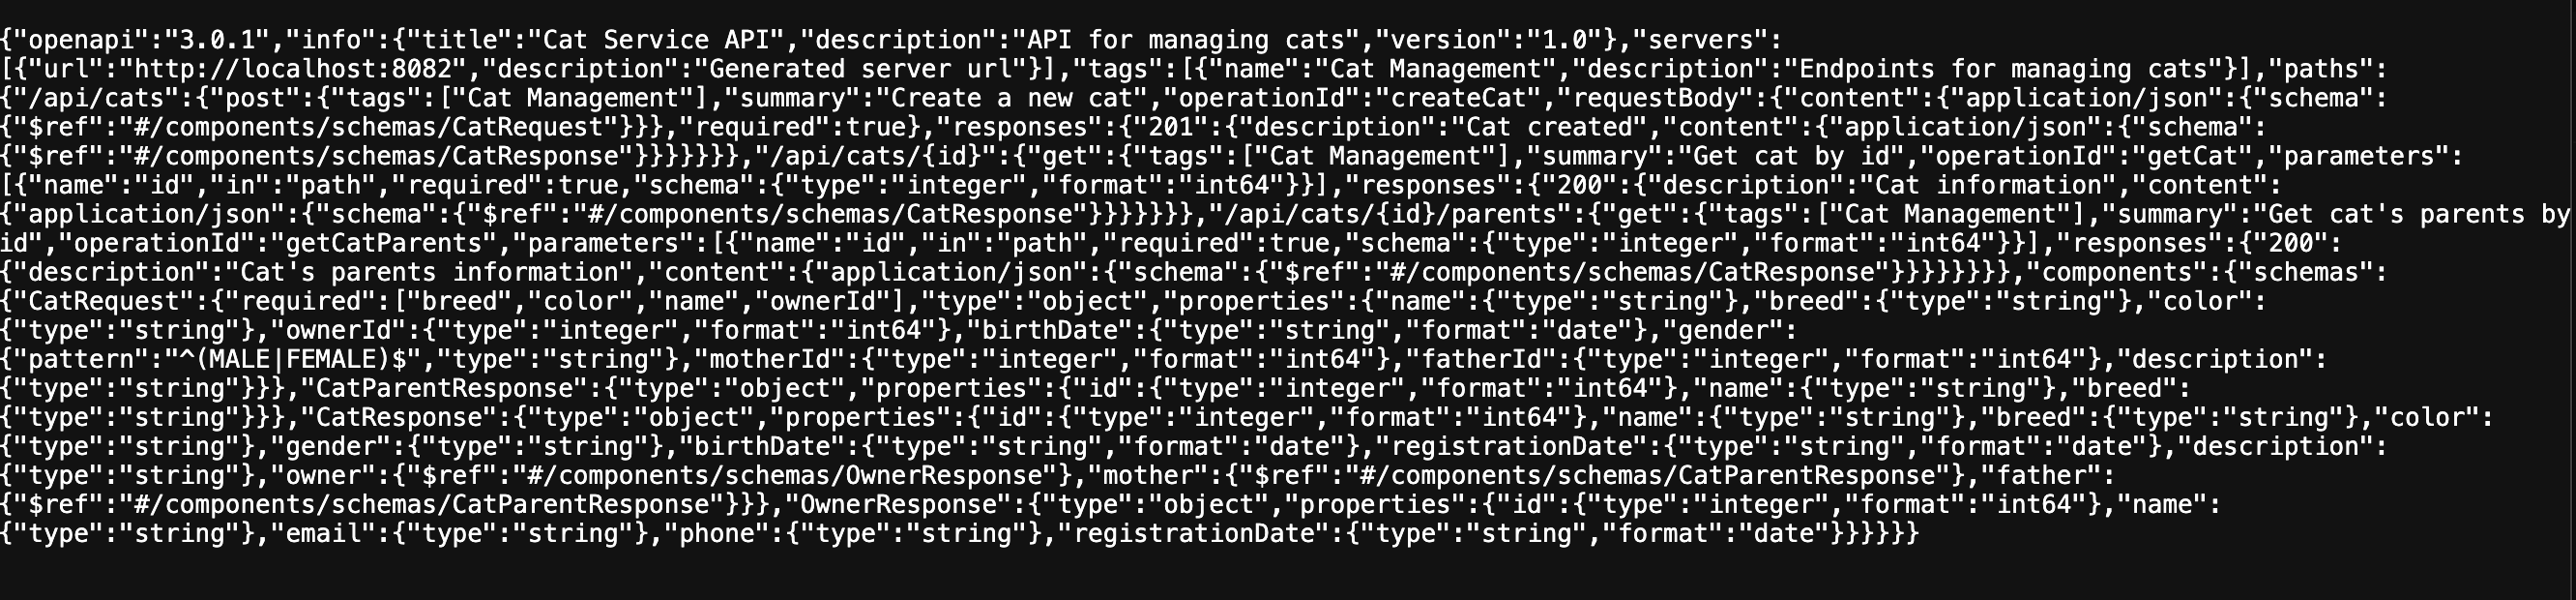 {"openapi":"3.0.1","info":{"title":"Cat Service API","description":"API for managing cats","version":"1.0"},"servers":
[{"url":"http://localhost:8082","description":"Generated server url"}],"tags":[{"name":"Cat Management","description":"Endpoints for managing cats"}],"paths":
{"/api/cats":{"post":{"tags":["Cat Management"],"summary":"Create a new cat","operationId":"createCat","requestBody":{"content":{"application/json":{"schema":
{"$ref":"#/components/schemas/CatRequest"}}},"required":true},"responses":{"201":{"description":"Cat created","content":{"application/json":{"schema":
{"$ref":"#/components/schemas/CatResponse"}}}}}}},"/api/cats/{id}":{"get":{"tags":["Cat Management"],"summary":"Get cat by id","operationId":"getCat","parameters":
[{"name":"id","in":"path","required":true,"schema":{"type":"integer","format":"int64"}}],"responses":{"200":{"description":"Cat information","content":
{"application/json":{"schema":{"$ref":"#/components/schemas/CatResponse"}}}}}}},"/api/cats/{id}/parents":{"get":{"tags":["Cat Management"],"summary":"Get cat's parents by
id","operationId":"getCatParents","parameters":[{"name":"id","in":"path","required":true,"schema":{"type":"integer","format":"int64"}}],"responses":{"200":
{"description":"Cat's parents information","content":{"application/json":{"schema":{"$ref":"#/components/schemas/CatResponse"}}}}}}}},"components":{"schemas":
{"CatRequest":{"required":["breed","color","name","ownerId"],"type":"object","properties":{"name":{"type":"string"},"breed":{"type":"string"},"color":
{"type":"string"},"ownerId":{"type":"integer","format":"int64"},"birthDate":{"type":"string","format":"date"},"gender":
{"pattern":"^(MALE|FEMALE)$","type":"string"},"motherId":{"type":"integer","format":"int64"},"fatherId":{"type":"integer","format":"int64"},"description":
{"type":"string"}}},"CatParentResponse":{"type":"object","properties":{"id":{"type":"integer","format":"int64"},"name":{"type":"string"},"breed":
{"type":"string"}}},"CatResponse":{"type":"object","properties":{"id":{"type":"integer","format":"int64"},"name":{"type":"string"},"breed":{"type":"string"},"color":
{"type":"string"},"gender":{"type":"string"},"birthDate":{"type":"string","format":"date"},"registrationDate":{"type":"string","format":"date"},"description":
{"type":"string"},"owner":{"$ref":"#/components/schemas/OwnerResponse"},"mother":{"$ref":"#/components/schemas/CatParentResponse"},"father":
{"$ref":"#/components/schemas/CatParentResponse"}}},"OwnerResponse":{"type":"object","properties":{"id":{"type":"integer","format":"int64"},"name":
{"type":"string"},"email":{"type":"string"},"phone":{"type":"string"},"registrationDate":{"type":"string","format":"date"}}}}}}